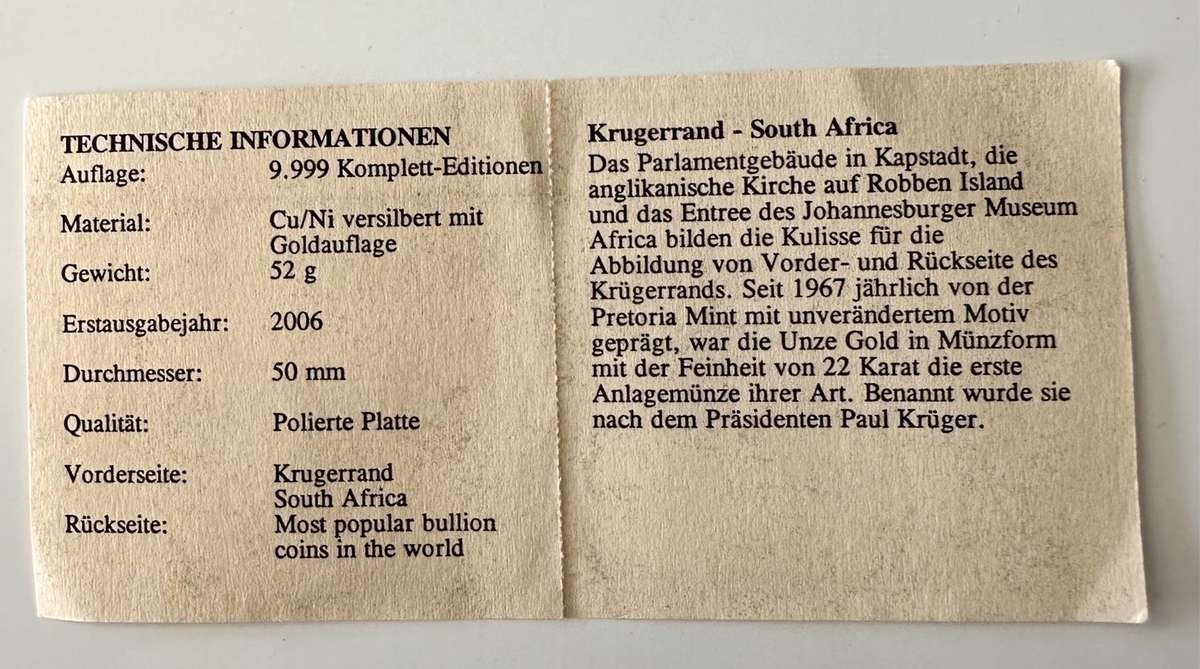 TECHNISCHE INFORMATIONEN
Auflage: 9.999 Komplett-Editionen
Material: Cu/Ni versilbert mit
Goldauflage
Gewicht: 52 g
Erstausgabejahr: 2006
Durchmesser: 50 mm
Qualität: Polierte Platte
Vorderseite: Krugerrand
South Africa
Rückseite: Most popular bullion
coins in the world
Krugerrand - South Africa
Das Parlamentgebäude in Kapstadt, die
anglikanische Kirche auf Robben Island
und das Entree des Johannesburger Museum
Africa bilden die Kulisse für die
Abbildung von Vorder- und Rückseite des
Krügerrands. Seit 1967 jährlich von der
Pretoria Mint mit unverändertem Motiv
geprägt, war die Unze Gold in Münzform
mit der Feinheit von 22 Karat die erste
Anlagemünze ihrer Art. Benannt wurde sie
nach dem Präsidenten Paul Krüger.